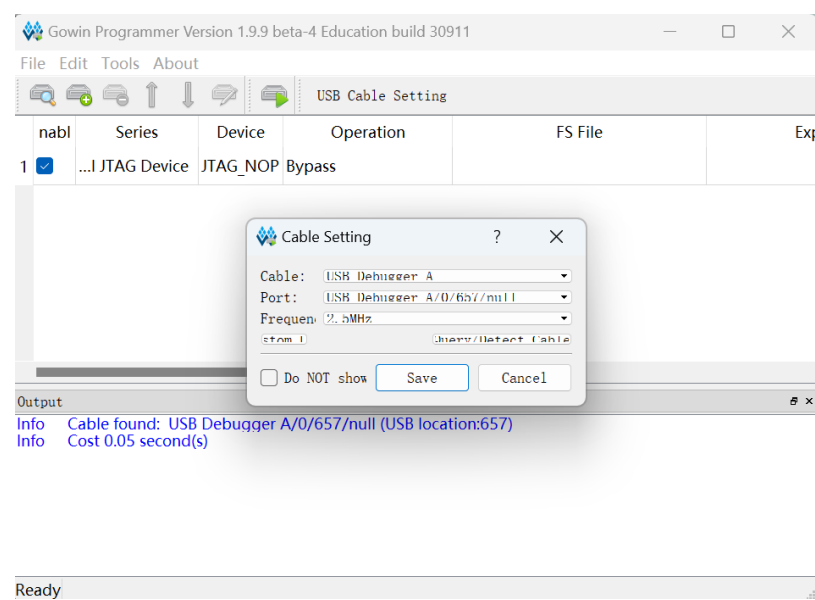 Gowin Programmer Version 1.9.9 beta-4 Education build 30911
File Edit Tools About
USB Cable Setting
nabl Series Device Operation FS File Exp
1 ...I JTAG Device JTAG_NOP Bypass
Cable Setting ?
Cable: USB Debugger A
Port: USB Debugger A/0/657/null
Frequen 2.5MHz
stom Query/Detect Cable
Do NOT show Save Cancel
Output
Info Cable found: USB Debugger A/0/657/null (USB location:657)
Info Cost 0.05 second(s)
Ready